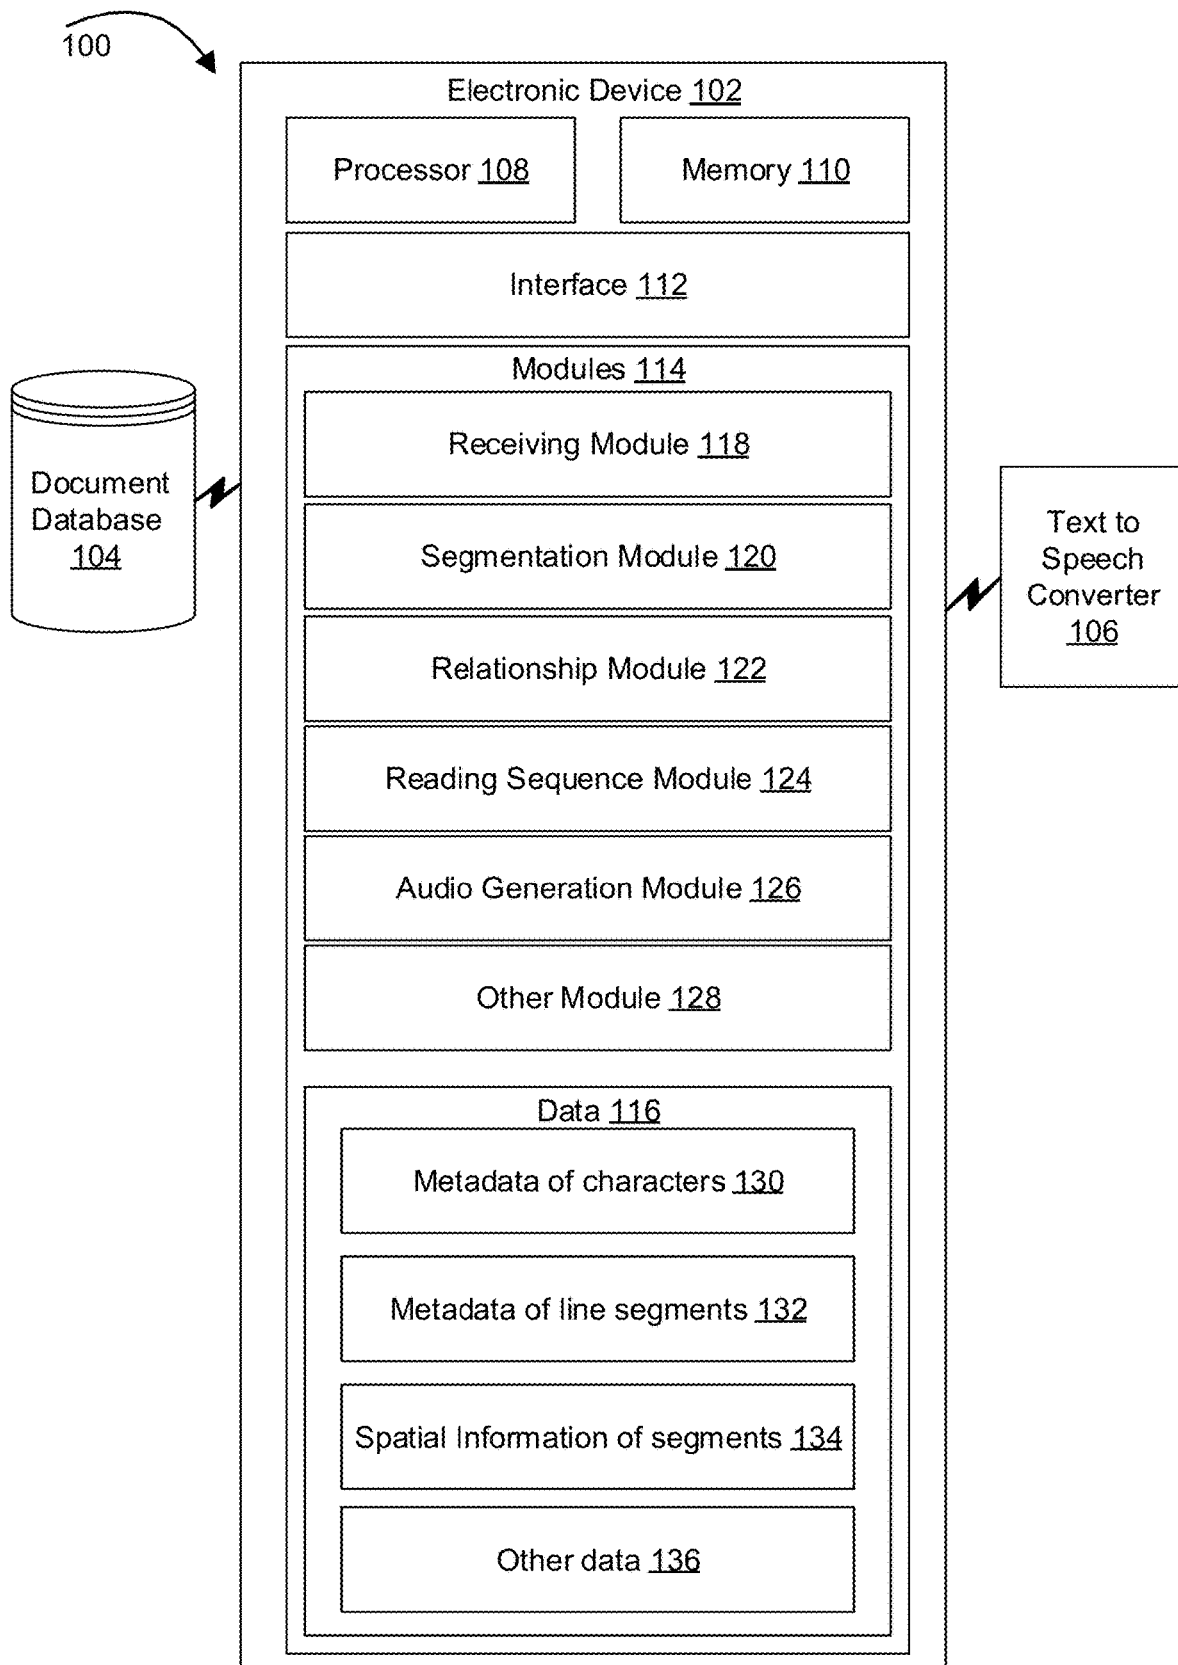 100
Electronic Device 102
Processor 108
Memory 110
Interface 112
Modules 114
Receiving Module 118
Segmentation Module 120
Relationship Module 122
Reading Sequence Module 124
Audio Generation Module 126
Other Module 128
Data 116
Metadata of characters 130
Metadata of line segments 132
Spatial Information of segments 134
Other data 136
Document
Database
104
Text to
Speech
Converter
106